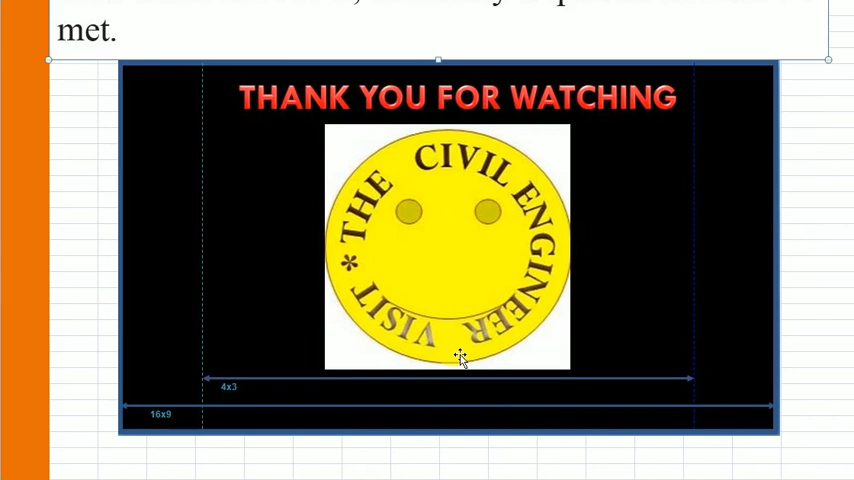 met.
THANK YOU FOR WATCHING
VISIT * THE CIVIL ENGINEER
4x3
16x9